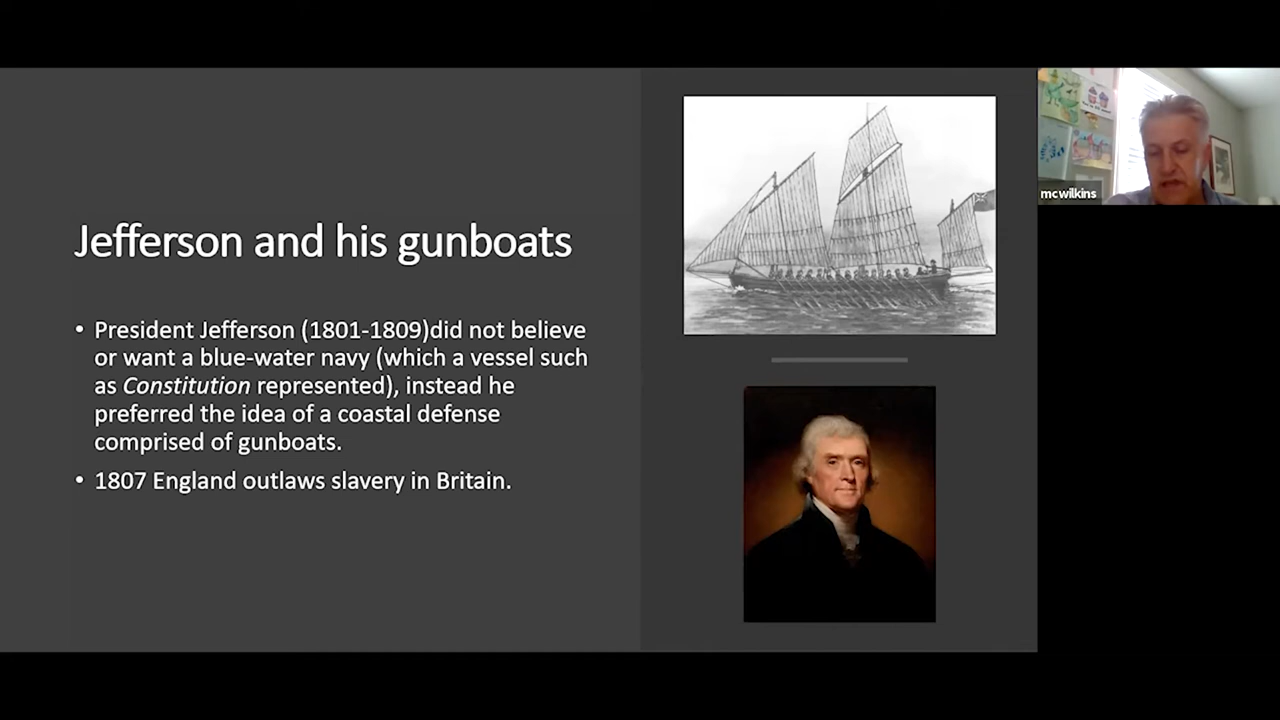 Jefferson and his gunboats
• President Jefferson (1801-1809)did not believe
or want a blue-water navy (which a vessel such
as Constitution represented), instead he
preferred the idea of a coastal defense
comprised of gunboats.
• 1807 England outlaws slavery in Britain.
mcwilkins